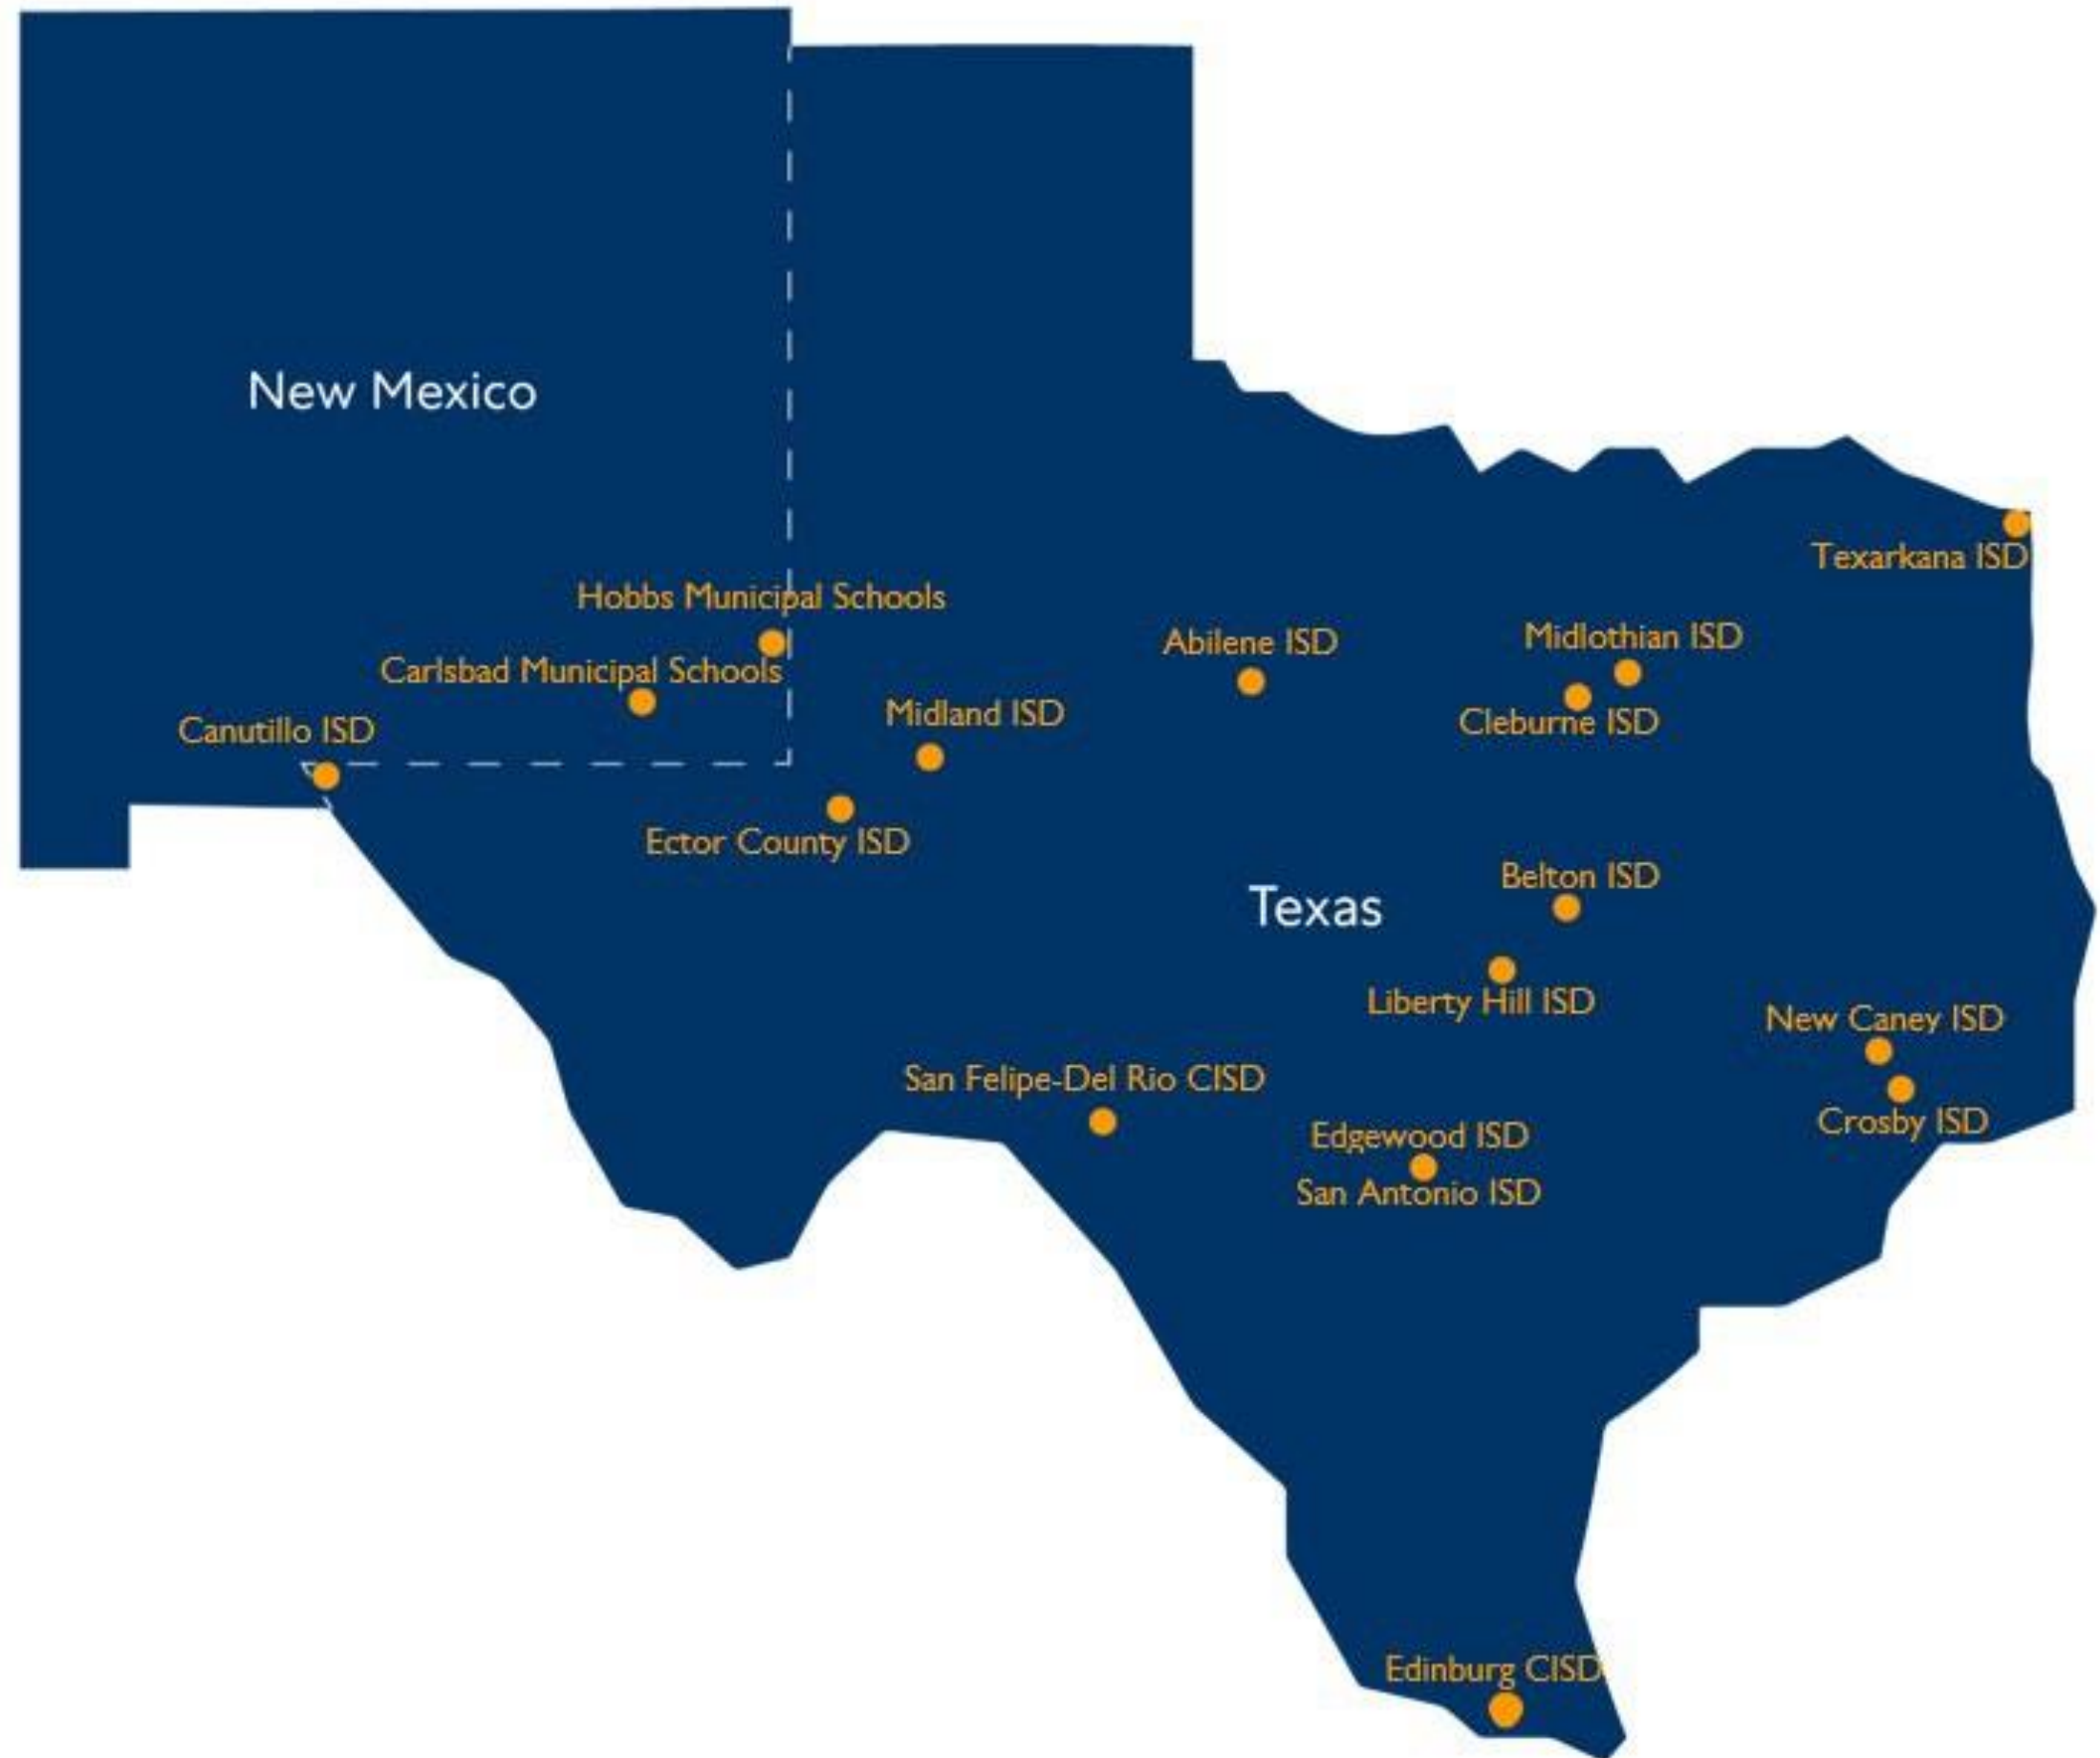 New Mexico
Texarkana ISD
Hobbs Municipal Schools
Abilene ISD
Midlothian ISD
Carlsbad Municipal Schools
Midland ISD
Cleburne ISD
Canutillo ISD
Ector County ISD
Belton ISD
Texas
Liberty Hill ISD
New Caney ISD
San Felipe-Del Rio CISD
Crosby ISD
Edgewood ISD
San Antonio ISD
Edinburg CISD